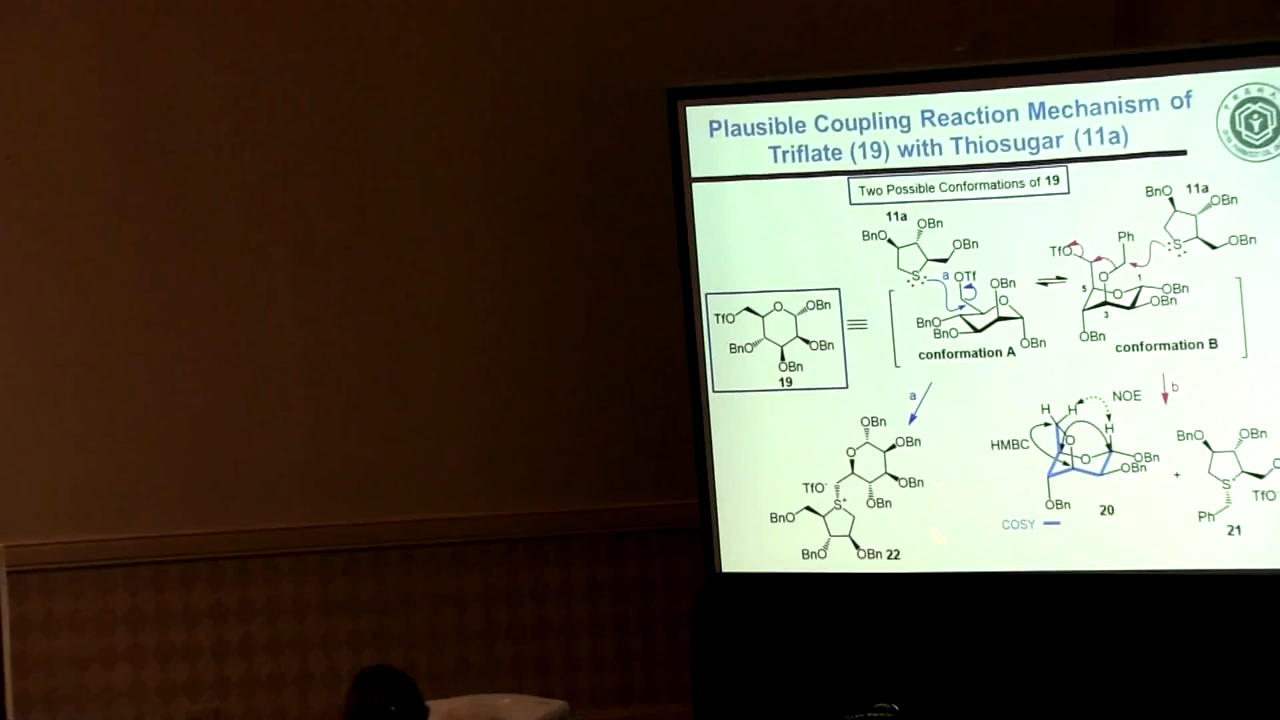 Plausible Coupling Reaction Mechanism of
Triflate (19) with Thiosugar (11a)
Two Possible Conformations of 19
11a
OBn
BnO
OBn
S
a
OTf
OBn
O
BnO
BnO
OBn
conformation A
BnO
11a
OBn
S
OBn
Ph
TfO
O
5
O
1
OBn
OBn
3
OBn
conformation B
TfO
O
OBn
BnO
OBn
OBn
19
a
b
OBn
O
OBn
OBn
OBn
TfO-
S+
BnO
BnO
OBn 22
NOE
H
H
H
HMBC
O
O
OBn
OBn
OBn
20
COSY
+
BnO
OBn
S+
TfO-
Ph
21